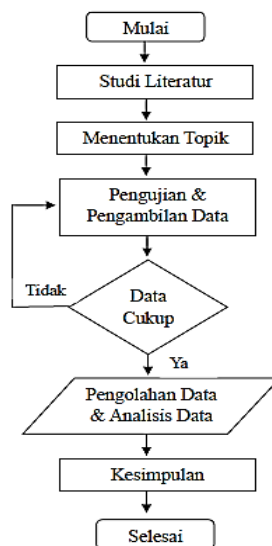 Mulai
Studi Literatur
Menentukan Topik
Pengujian &
Pengambilan Data
Tidak
Data
Cukup
Ya
Pengolahan Data
& Analisis Data
Kesimpulan
Selesai